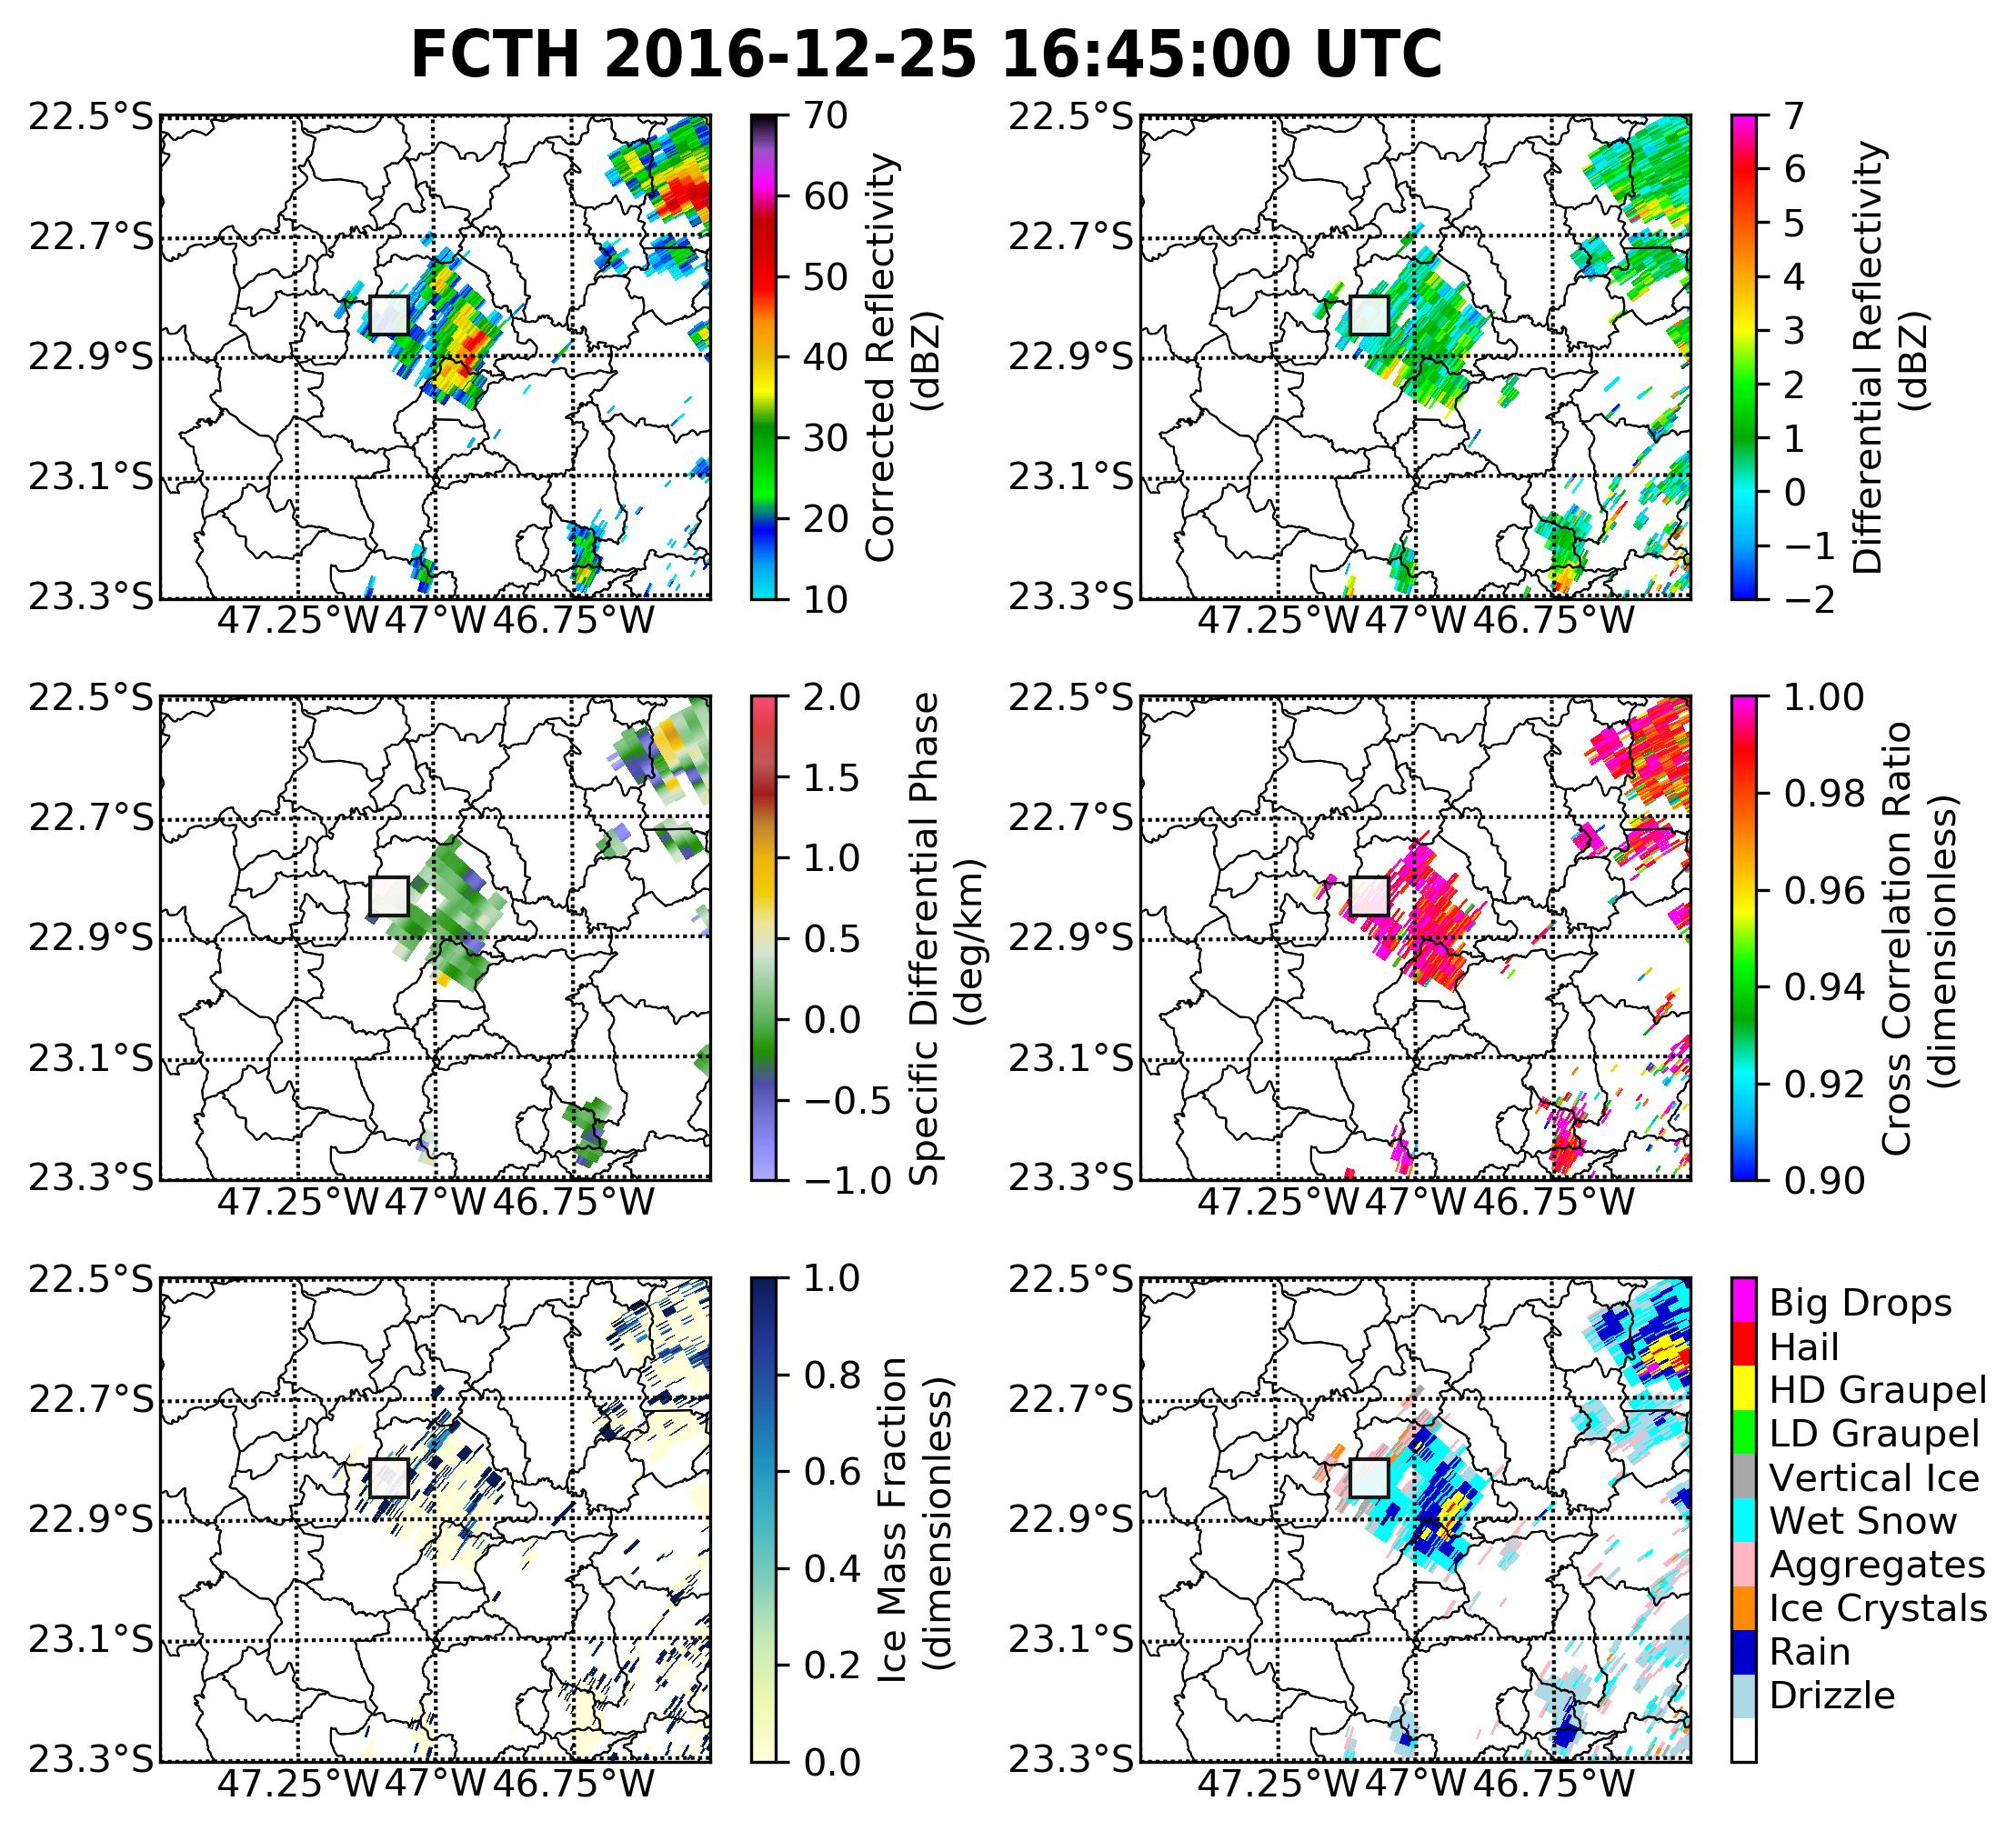 FCTH 2016-12-25 16:45:00 UTC
22.5°S
22.7°S
22.9°S
23.1°S
23.3°S
47.25°W 47°W 46.75°W
70
60
50
40
30
20
10
Corrected Reflectivity
(dBZ)
22.5°S
22.7°S
22.9°S
23.1°S
23.3°S
47.25°W 47°W 46.75°W
7
6
5
4
3
2
1
0
−1
−2
Differential Reflectivity
(dBZ)
22.5°S
22.7°S
22.9°S
23.1°S
23.3°S
47.25°W 47°W 46.75°W
2.0
1.5
1.0
0.5
0.0
−0.5
−1.0
Specific Differential Phase
(deg/km)
22.5°S
22.7°S
22.9°S
23.1°S
23.3°S
47.25°W 47°W 46.75°W
1.00
0.98
0.96
0.94
0.92
0.90
Cross Correlation Ratio
(dimensionless)
22.5°S
22.7°S
22.9°S
23.1°S
23.3°S
47.25°W 47°W 46.75°W
1.0
0.8
0.6
0.4
0.2
0.0
Ice Mass Fraction
(dimensionless)
22.5°S
22.7°S
22.9°S
23.1°S
23.3°S
47.25°W 47°W 46.75°W
Big Drops
Hail
HD Graupel
LD Graupel
Vertical Ice
Wet Snow
Aggregates
Ice Crystals
Rain
Drizzle